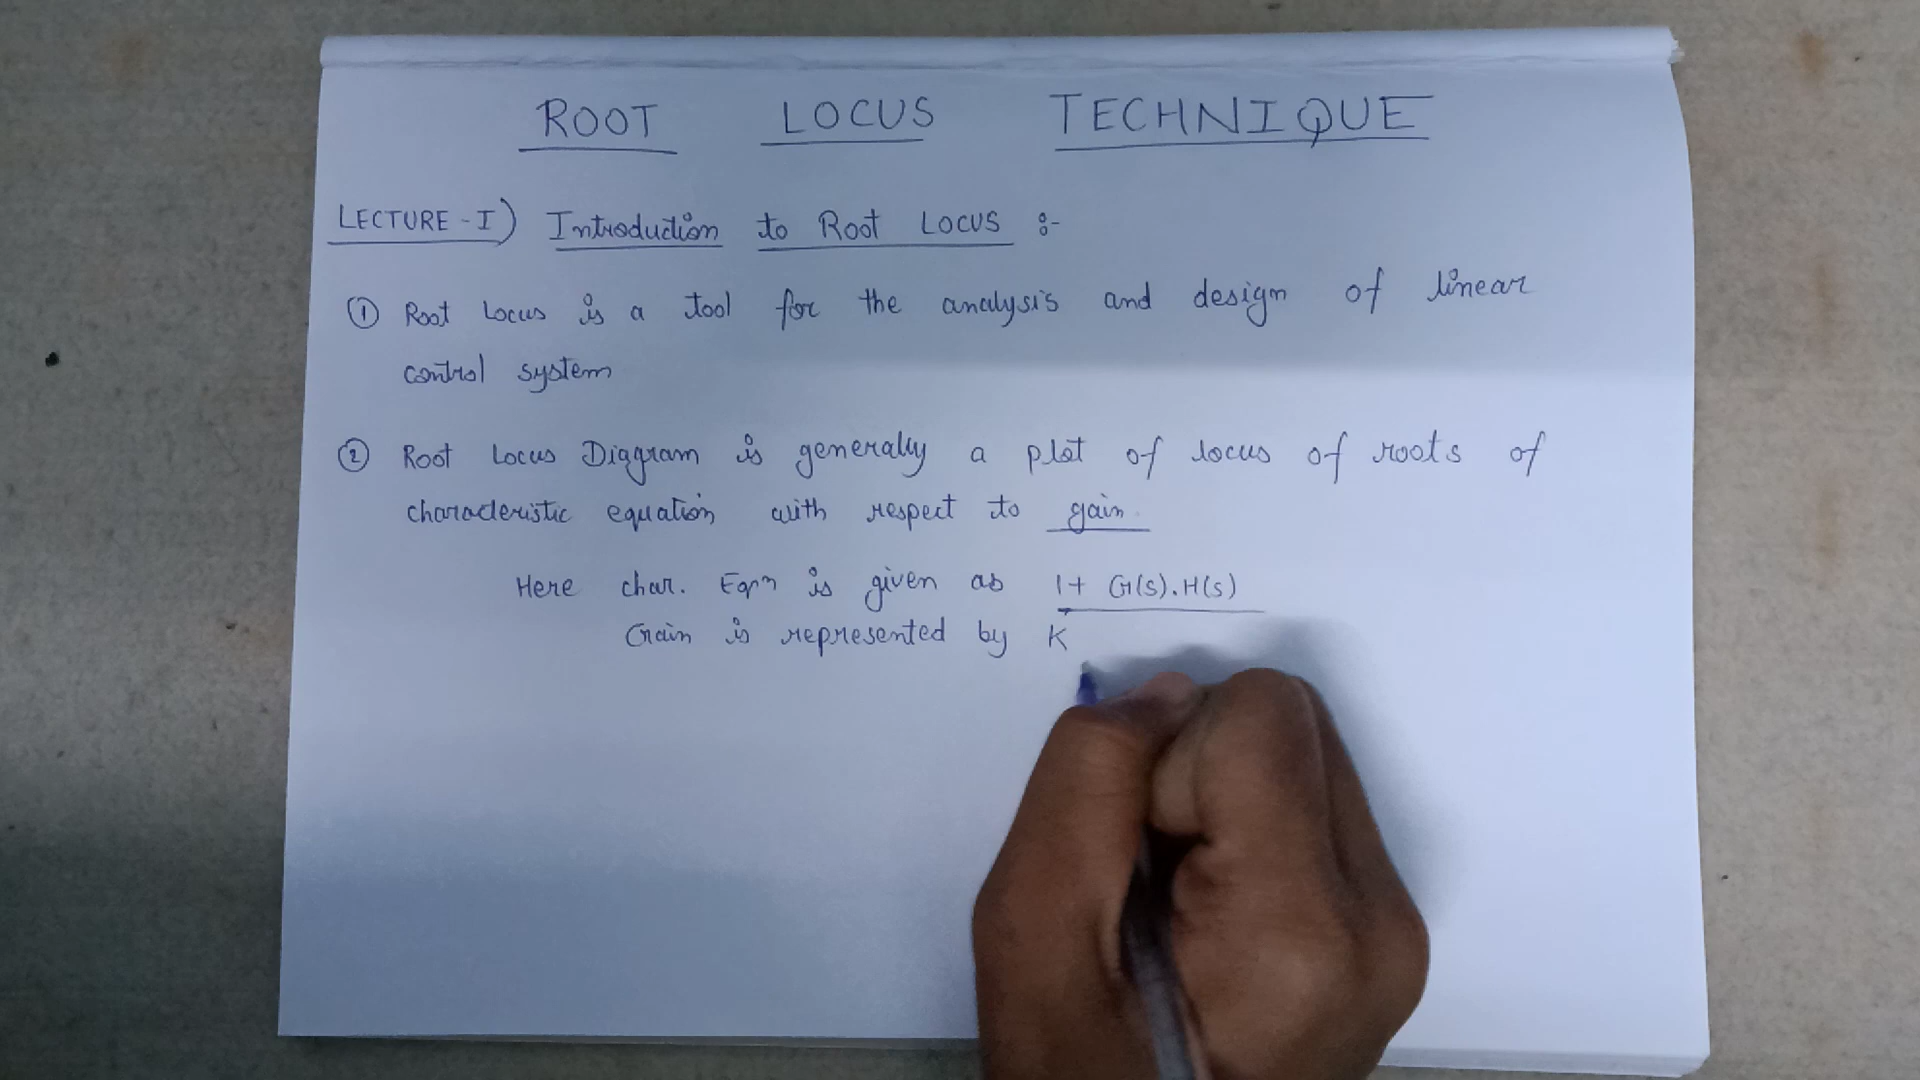 ROOT LOCUS TECHNIQUE
LECTURE - I) Introduction to Root LOCUS :-
① Root Locus is a tool for the analysis and design of linear
control system
② Root Locus Diagram is generally a plot of locus of roots of
characteristic equation with respect to gain.
Here char. Eqn is given as 1+ G(s).H(s)
Gain is represented by K